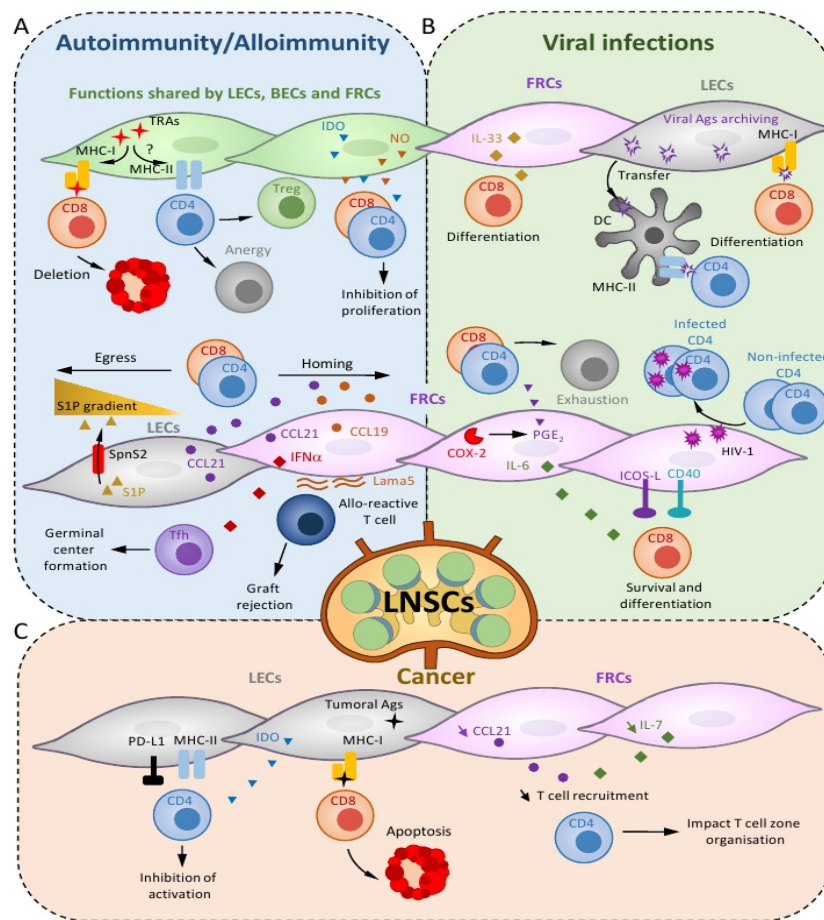 A
Autoimmunity/Alloimmunity
Functions shared by LECs, BECs and FRCs
TRAs
MHC-I
?
MHC-II
IDO
NO
CD8
CD4
Treg
CD8
CD4
Deletion
Anergy
Inhibition of
proliferation
Egress
CD8
CD4
Homing
S1P gradient
LECs
FRCs
SpnS2
CCL21
CCL21
CCL19
IFNα
S1P
Lama5
Tfh
Allo-reactive
T cell
Germinal
center
formation
Graft
rejection
B
Viral infections
FRCs
LECs
IL-33
Viral Ags archiving
MHC-I
Transfer
CD8
DC
CD8
Differentiation
Differentiation
MHC-II
CD4
CD8
CD4
Infected
CD4
CD4
Non-infected
CD4
Exhaustion
COX-2
PGE₂
HIV-1
IL-6
ICOS-L
CD40
CD8
Survival and
differentiation
LNSCs
C
Cancer
LECs
FRCs
Tumoral Ags
PD-L1
MHC-II
IDO
MHC-I
CCL21
IL-7
CD4
CD8
T cell recruitment
Apoptosis
CD4
Impact T cell zone
organisation
Inhibition of
activation